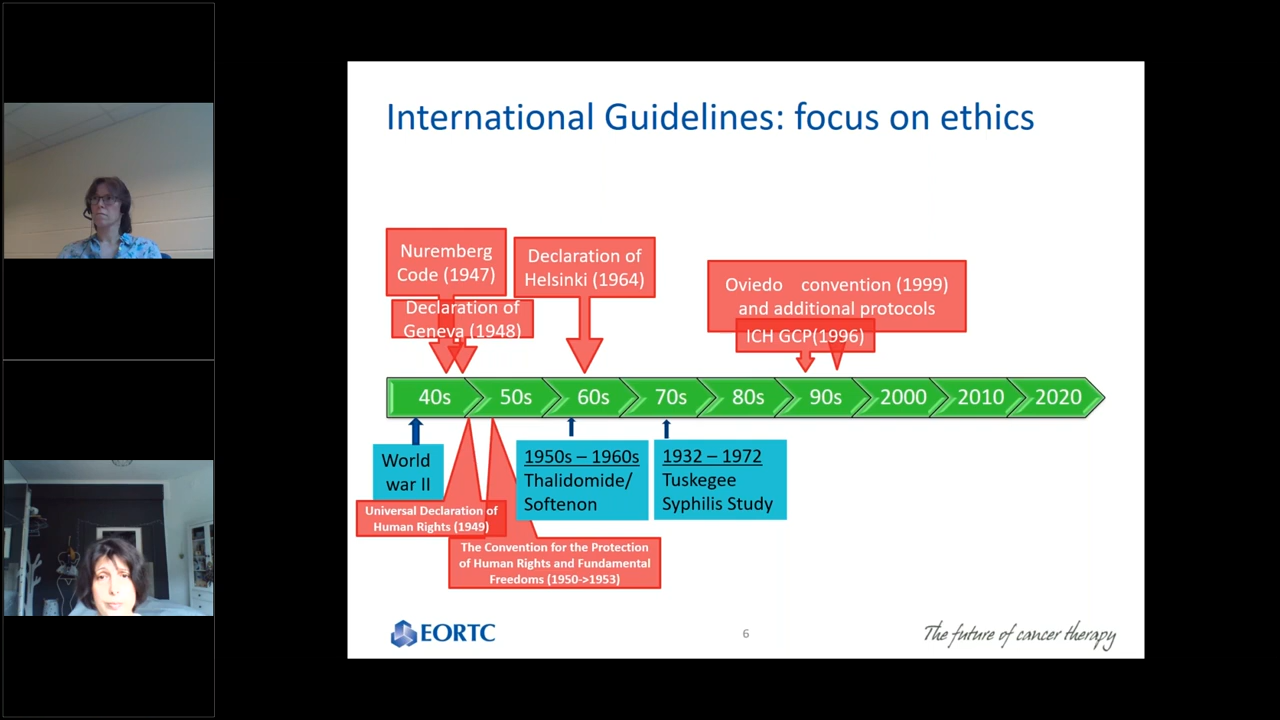 International Guidelines: focus on ethics
Nuremberg
Code (1947)
Declaration of
Geneva (1948)
Declaration of
Helsinki (1964)
Oviedo convention (1999)
and additional protocols
ICH GCP(1996)
40s
50s
60s
70s
80s
90s
2000
2010
2020
World
war II
1950s – 1960s
Thalidomide/
Softenon
1932 – 1972
Tuskegee
Syphilis Study
Universal Declaration of
Human Rights (1949)
The Convention for the Protection
of Human Rights and Fundamental
Freedoms (1950->1953)
EORTC
6
The future of cancer therapy